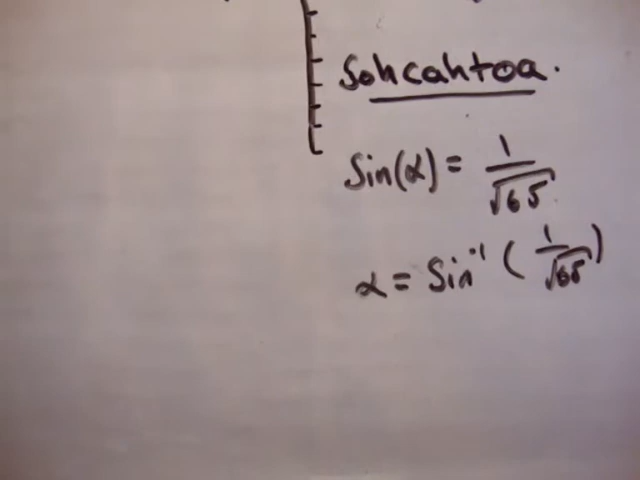 Sohcahtoa.
Sin(α) = 1/√65
α = Sin⁻¹ (1/√65)